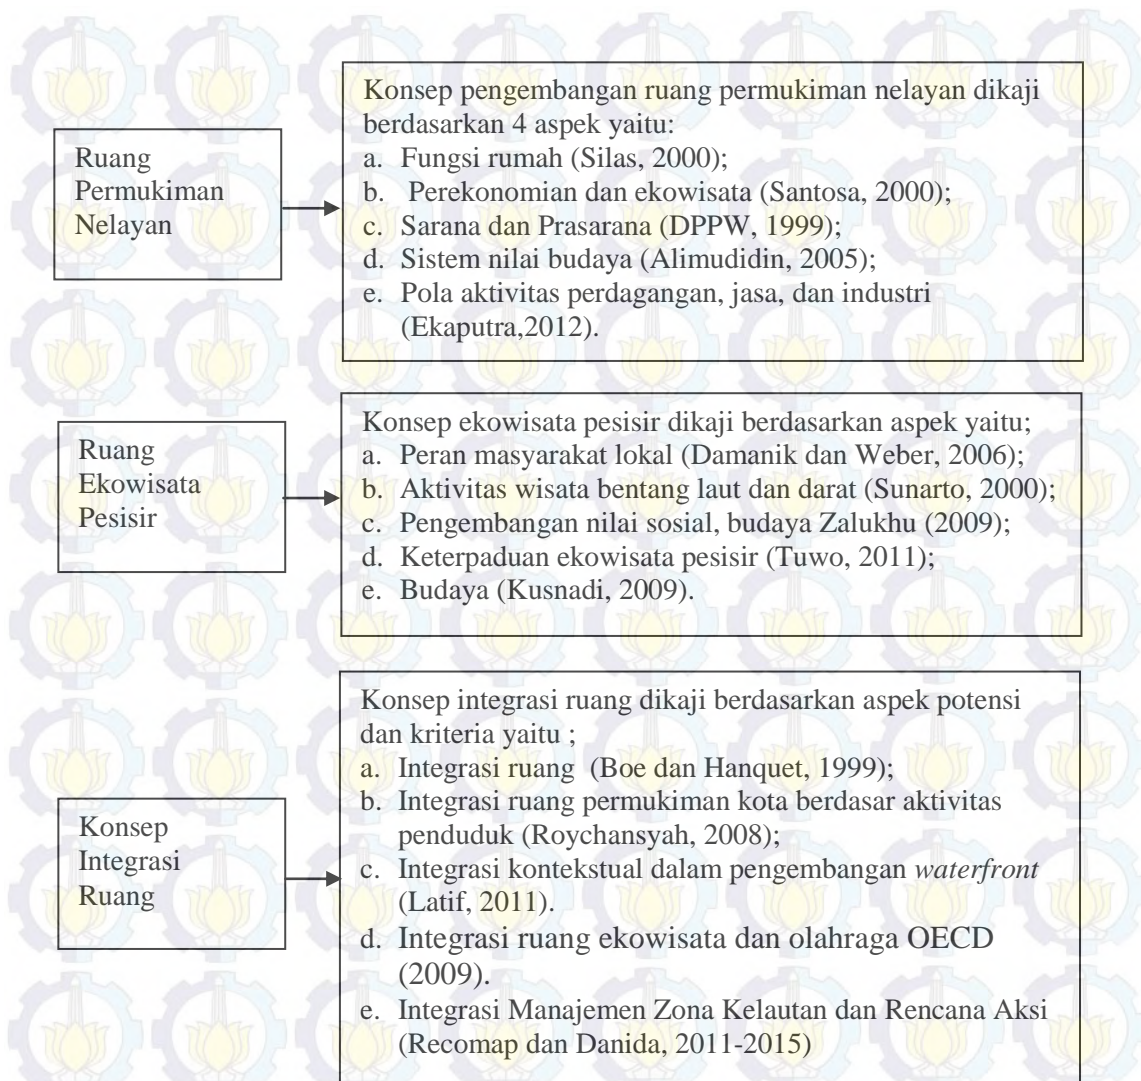 Ruang
Permukiman
Nelayan
Konsep pengembangan ruang permukiman nelayan dikaji
berdasarkan 4 aspek yaitu:
a. Fungsi rumah (Silas, 2000);
b. Perekonomian dan ekowisata (Santosa, 2000);
c. Sarana dan Prasarana (DPPW, 1999);
d. Sistem nilai budaya (Alimudidin, 2005);
e. Pola aktivitas perdagangan, jasa, dan industri
(Ekaputra,2012).
Ruang
Ekowisata
Pesisir
Konsep ekowisata pesisir dikaji berdasarkan aspek yaitu;
a. Peran masyarakat lokal (Damanik dan Weber, 2006);
b. Aktivitas wisata bentang laut dan darat (Sunarto, 2000);
c. Pengembangan nilai sosial, budaya Zalukhu (2009);
d. Keterpaduan ekowisata pesisir (Tuwo, 2011);
e. Budaya (Kusnadi, 2009).
Konsep
Integrasi
Ruang
Konsep integrasi ruang dikaji berdasarkan aspek potensi
dan kriteria yaitu ;
a. Integrasi ruang (Boe dan Hanquet, 1999);
b. Integrasi ruang permukiman kota berdasar aktivitas
penduduk (Roychansyah, 2008);
c. Integrasi kontekstual dalam pengembangan waterfront
(Latif, 2011).
d. Integrasi ruang ekowisata dan olahraga OECD
(2009).
e. Integrasi Manajemen Zona Kelautan dan Rencana Aksi
(Recomap dan Danida, 2011-2015)